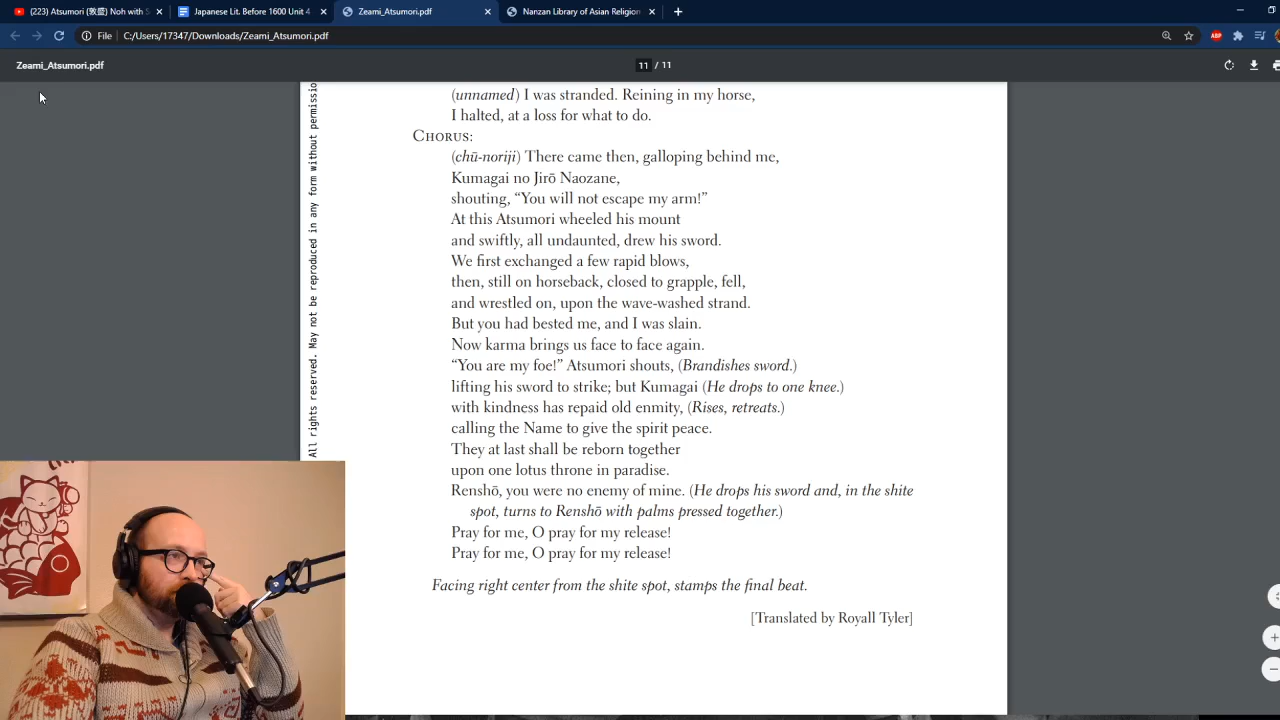 (223) Atsumori (敦盛) Noh with S
Japanese Lit. Before 1600 Unit 4
Zeami_Atsumori.pdf
Nanzan Library of Asian Religion
File C:/Users/17347/Downloads/Zeami_Atsumori.pdf
ABP
Zeami_Atsumori.pdf
11 / 11
All rights reserved. May not be reproduced in any form without permissio
(unnamed) I was stranded. Reining in my horse,
I halted, at a loss for what to do.
CHORUS:
(chū-noriji) There came then, galloping behind me,
Kumagai no Jirō Naozane,
shouting, “You will not escape my arm!”
At this Atsumori wheeled his mount
and swiftly, all undaunted, drew his sword.
We first exchanged a few rapid blows,
then, still on horseback, closed to grapple, fell,
and wrestled on, upon the wave-washed strand.
But you had bested me, and I was slain.
Now karma brings us face to face again.
“You are my foe!” Atsumori shouts, (Brandishes sword.)
lifting his sword to strike; but Kumagai (He drops to one knee.)
with kindness has repaid old enmity, (Rises, retreats.)
calling the Name to give the spirit peace.
They at last shall be reborn together
upon one lotus throne in paradise.
Renshō, you were no enemy of mine. (He drops his sword and, in the shite
spot, turns to Renshō with palms pressed together.)
Pray for me, O pray for my release!
Pray for me, O pray for my release!
Facing right center from the shite spot, stamps the final beat.
[Translated by Royall Tyler]